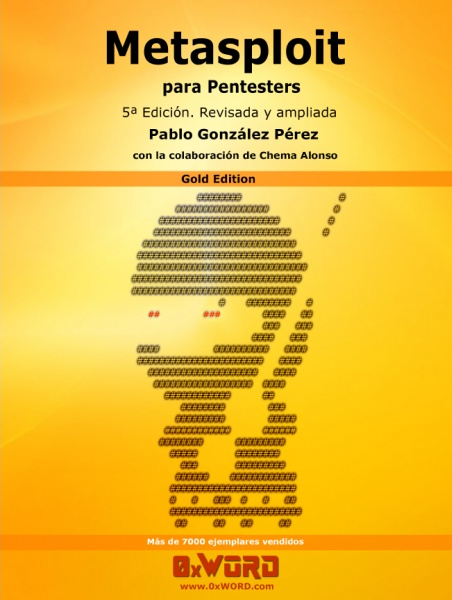 Metasploit
para Pentesters
5ª Edición. Revisada y ampliada
Pablo González Pérez
con la colaboración de Chema Alonso
Gold Edition
Más de 7000 ejemplares vendidos
0xWORD
www.0xWORD.com